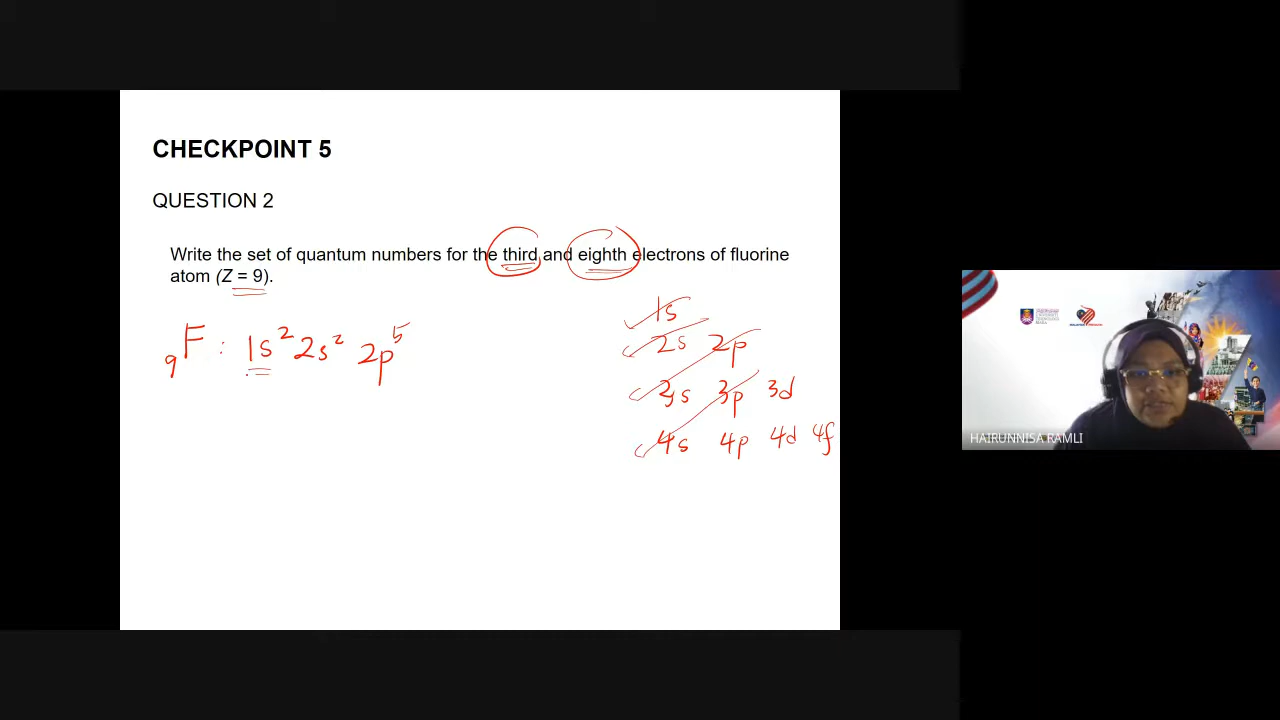 CHECKPOINT 5
QUESTION 2
Write the set of quantum numbers for the third and eighth electrons of fluorine
atom (Z = 9).
₉F : 1s² 2s² 2p⁵
1s
2s 2p
3s 3p 3d
4s 4p 4d 4f
HAIRUNNISA RAMLI